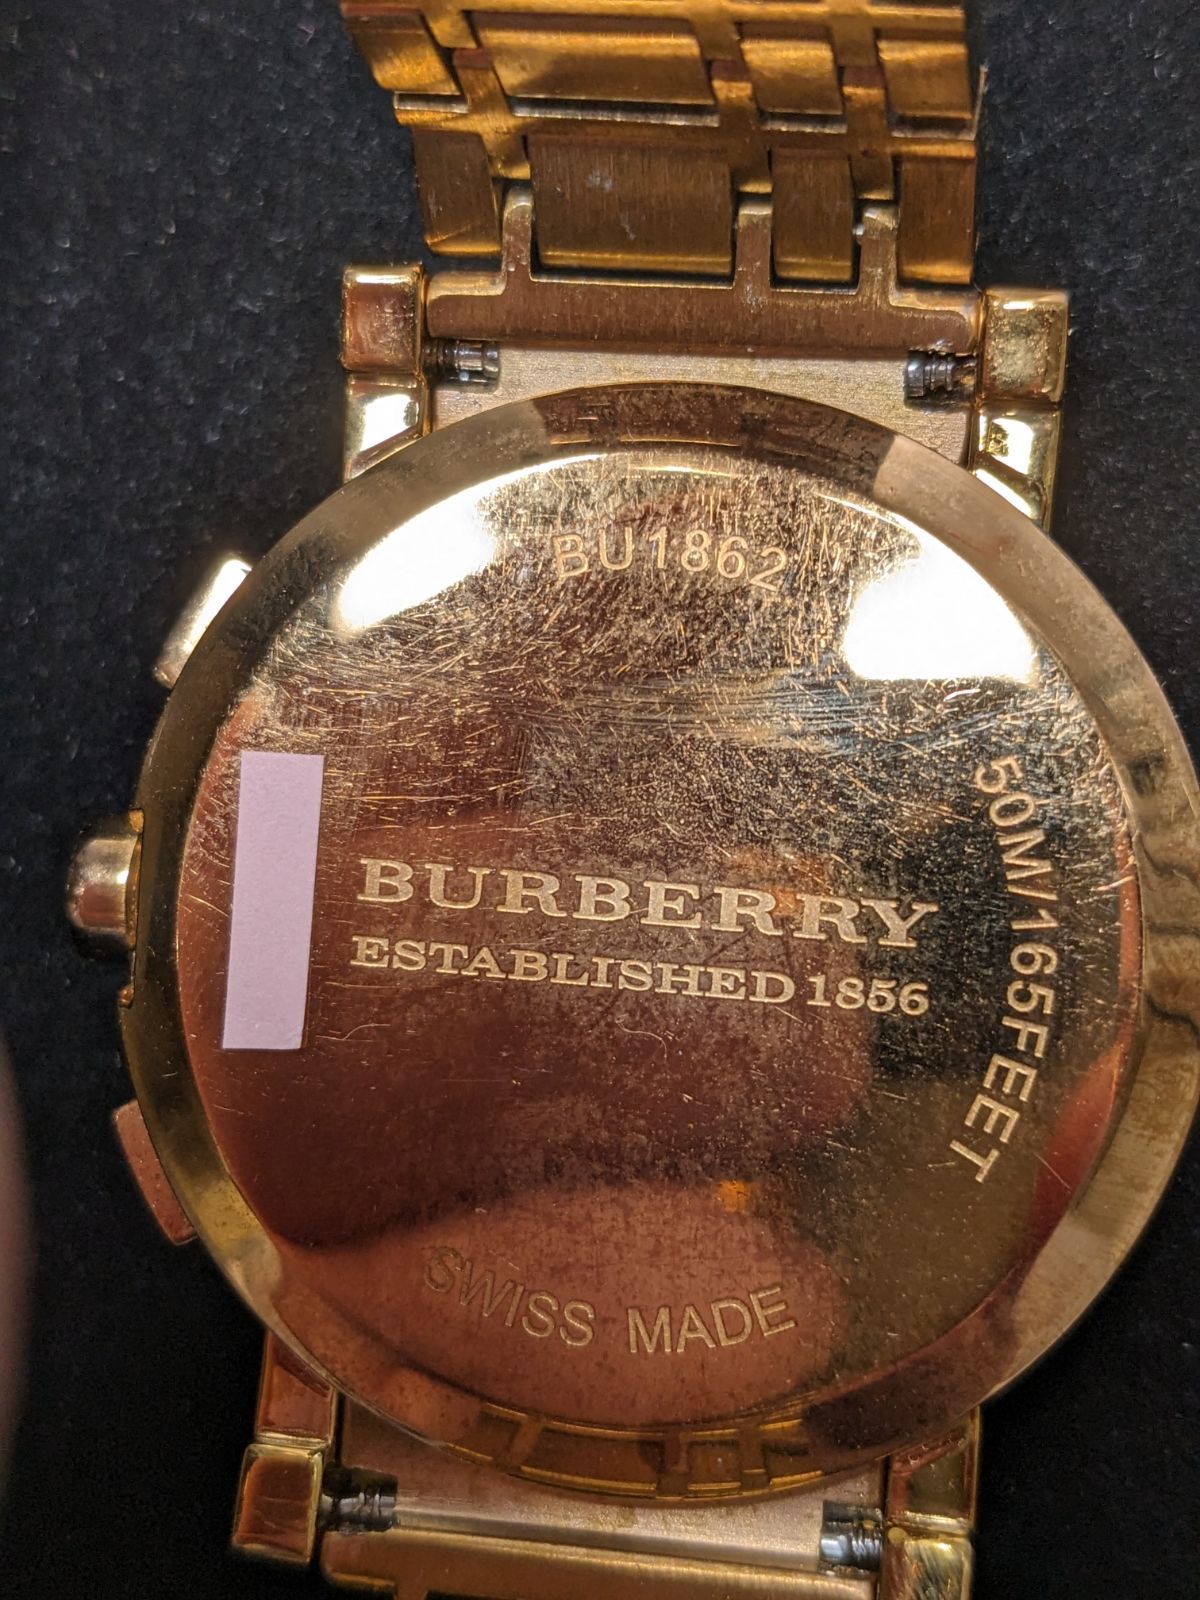 BU1862
50M/165FEET
BURBERRY
ESTABLISHED 1856
SWISS MADE